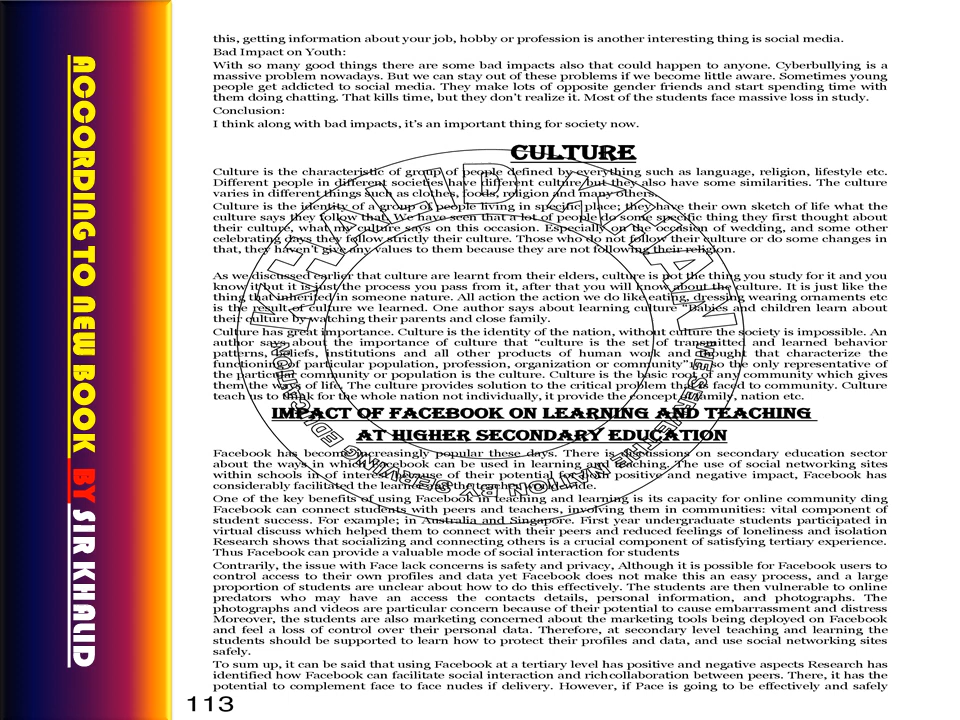 ACCORDING TO NEW BOOK BY SIR KHALID
this, getting information about your job, hobby or profession is another interesting thing is social media.
Bad Impact on Youth:
With so many good things there are some bad impacts also that could happen to anyone. Cyberbullying is a
massive problem nowadays. But we can stay out of these problems if we become little aware. Sometimes young
people get addicted to social media. They make lots of opposite gender friends and start spending time with
them doing chatting. That kills time, but they don't realize it. Most of the students face massive loss in study.
Conclusion:
I think along with bad impacts, it's an important thing for society now.
CULTURE
Culture is the characteristic of group of people defined by everything such as language, religion, lifestyle etc.
Different people in different societies have different culture but they also have some similarities. The culture
varies in different things such as clothes, foods, religion and many others.
Culture is the identity of a group of people living in specific place; they have their own sketch of life what the
culture says they follow that. We have seen that a lot of people do some specific thing they first thought about
their culture, what my culture says on this occasion. Especially on the occasion of wedding, and some other
celebrating days they follow strictly their culture. Those who do not follow their culture or do some changes in
that, they haven't give any values to them because they are not following their religion.
As we discussed earlier that culture are learnt from their elders, culture is not the thing you study for it and you
know it but it is just the process you pass from it, after that you will know about the culture. It is just like the
thing that inherited in someone nature. All action the action we do like eating, dressing wearing ornaments etc
is the result of culture we learned. One author says about learning culture "Babies and children learn about
their culture by watching their parents and close family.
Culture has great importance. Culture is the identity of the nation, without culture the society is impossible. An
author says about the importance of culture that "culture is the set of transmitted and learned behavior
patterns, beliefs, institutions and all other products of human work and thought that characterize the
functioning of particular population, profession, organization or community" so the only representative of
the particular community or population is the culture. Culture is the basic root of any community which gives
them the ways of life. The culture provides solution to the critical problem that is faced to community. Culture
teach us to think for the whole nation not individually, it provide the concept of family, nation etc.
IMPACT OF FACEBOOK ON LEARNING AND TEACHING
AT HIGHER SECONDARY EDUCATION
Facebook has become increasingly popular these days. There is discussions on secondary education sector
about the ways in which Facebook can be used in learning and teaching. The use of social networking sites
within schools in of interest because of their potential for both positive and negative impact, Facebook has
considerably facilitated the learner and the teacher world-wide.
One of the key benefits of using Facebook in teaching and learning is its capacity for online community ding
Facebook can connect students with peers and teachers, involving them in communities: vital component of
student success. For example; in Australia and Singapore. First year undergraduate students participated in
virtual discuss which helped them to connect with their peers and reduced feelings of loneliness and isolation
Research shows that socializing and connecting others is a crucial component of satisfying tertiary experience.
Thus Facebook can provide a valuable mode of social interaction for students
Contrarily, the issue with Face lack concerns is safety and privacy, Although it is possible for Facebook users to
control access to their own profiles and data yet Facebook does not make this an easy process, and a large
proportion of students are unclear about how to do this effectively. The students are then vulnerable to online
predators who may have an access the contacts details, personal information, and photographs. The
photographs and videos are particular concern because of their potential to cause embarrassment and distress
Moreover, the students are also marketing concerned about the marketing tools being deployed on Facebook
and feel a loss of control over their personal data. Therefore, at secondary level teaching and learning the
students should be supported to learn how to protect their profiles and data, and use social networking sites
safely.
To sum up, it can be said that using Facebook at a tertiary level has positive and negative aspects Research has
identified how Facebook can facilitate social interaction and richcollaboration between peers. There, it has the
potential to complement face to face nudes if delivery. However, if Pace is going to be effectively and safely
113